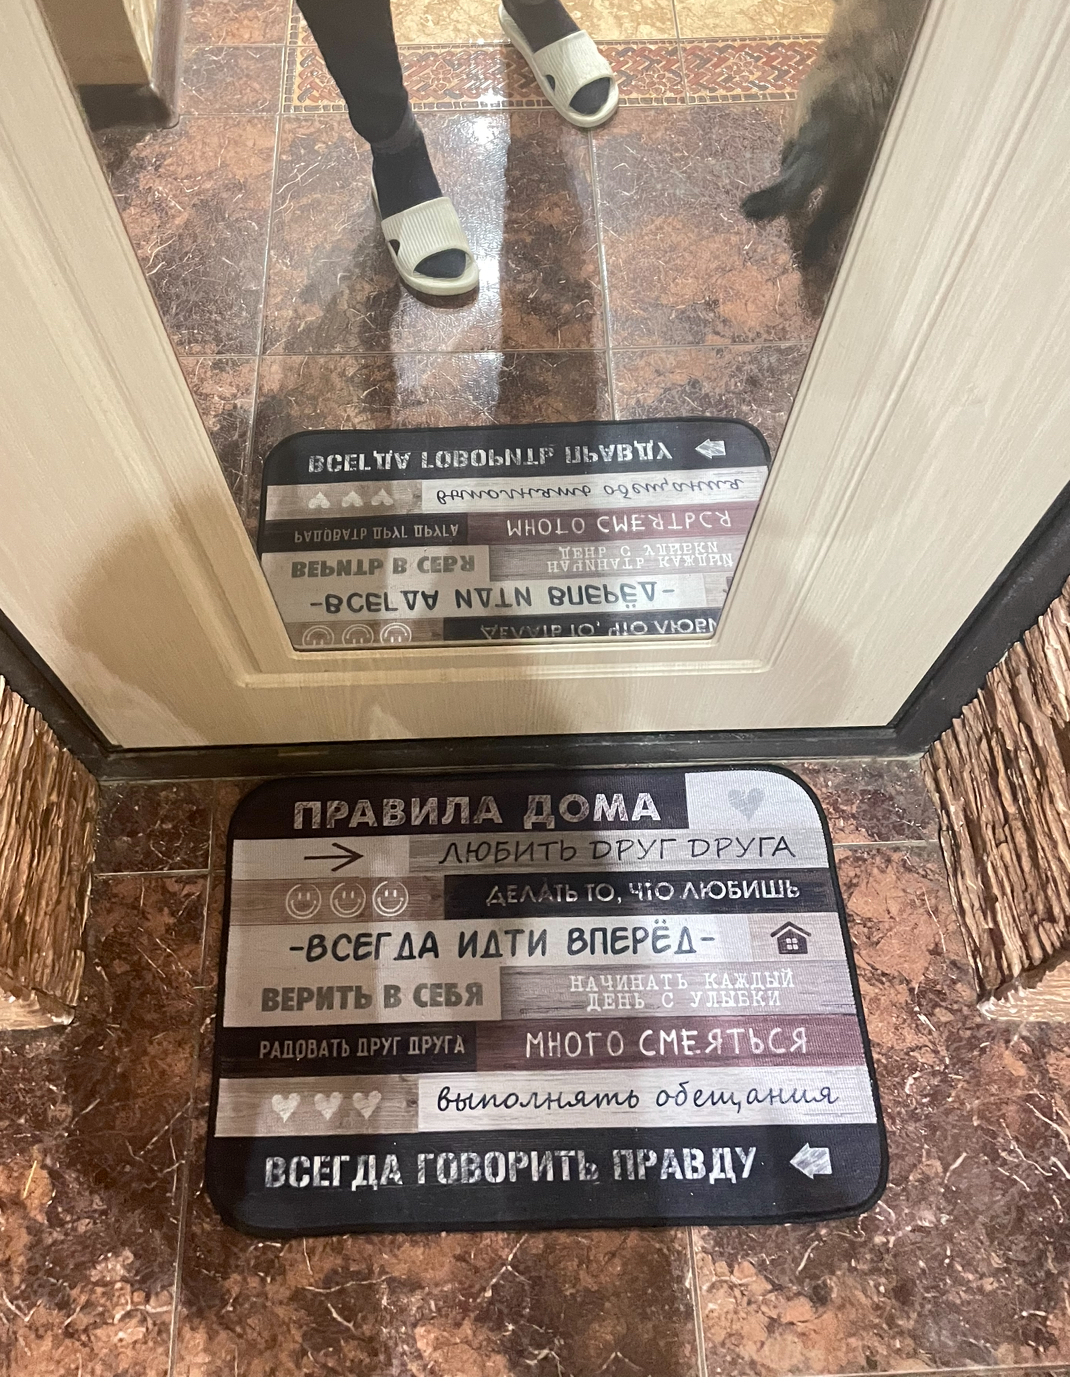 ПРАВИЛА ДОМА
ЛЮБИТЬ ДРУГ ДРУГА
ДЕЛАТЬ ТО, ЧТО ЛЮБИШЬ
-ВСЕГДА ИДТИ ВПЕРЁД-
ВЕРИТЬ В СЕБЯ
НАЧИНАТЬ КАЖДЫЙ
ДЕНЬ С УЛЫБКИ
РАДОВАТЬ ДРУГ ДРУГА
МНОГО СМЕЯТЬСЯ
выполнять обещания
ВСЕГДА ГОВОРИТЬ ПРАВДУ